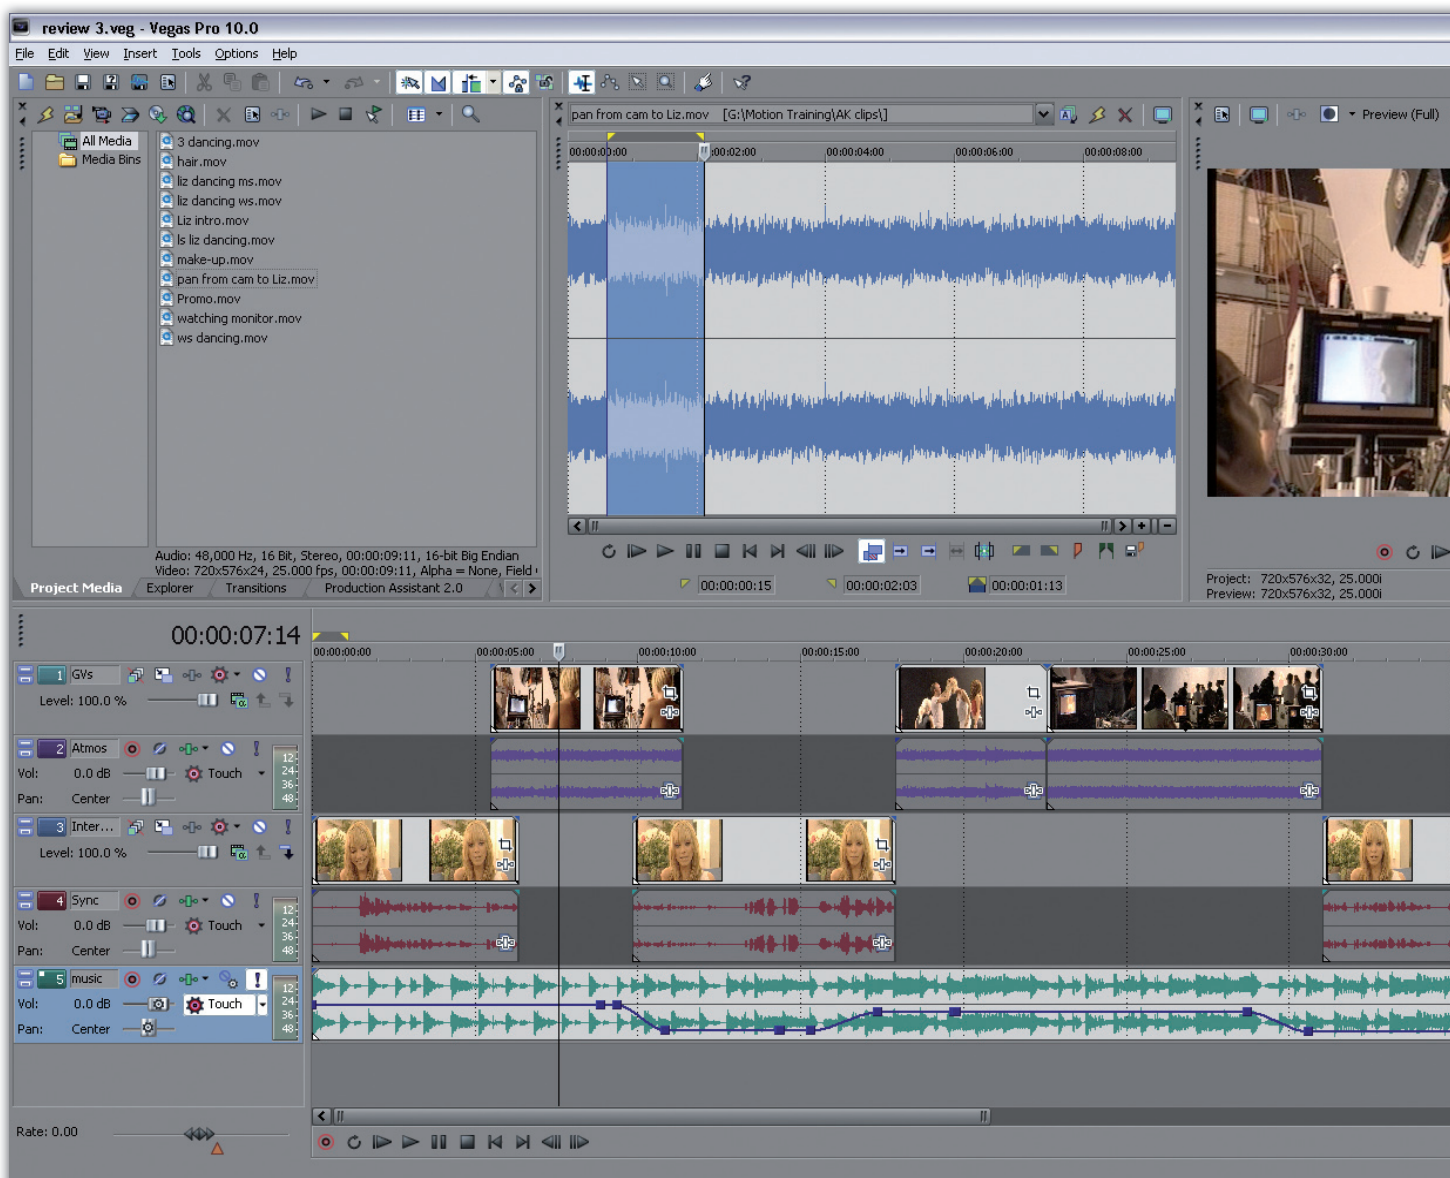 review 3.veg - Vegas Pro 10.0
File Edit View Insert Tools Options Help
All Media
Media Bins
3 dancing.mov
hair.mov
liz dancing ms.mov
liz dancing ws.mov
Liz intro.mov
ls liz dancing.mov
make-up.mov
pan from cam to Liz.mov
Promo.mov
watching monitor.mov
ws dancing.mov
Audio: 48,000 Hz, 16 Bit, Stereo, 00:00:09:11, 16-bit Big Endian
Video: 720x576x24, 25.000 fps, 00:00:09:11, Alpha = None, Field
Project Media Explorer Transitions Production Assistant 2.0
pan from cam to Liz.mov [G:\Motion Training\AK clips\]
00:00:00:00 :00:02:00 00:00:04:00 00:00:06:00 00:00:08:00
00:00:00:15 00:00:02:03 00:00:01:13
Preview (Full)
Project: 720x576x32, 25.000i
Preview: 720x576x32, 25.000i
00:00:07:14
00:00:00:00 00:00:05:00 00:00:10:00 00:00:15:00 00:00:20:00 00:00:25:00 00:00:30:00
1 GVs
Level: 100.0 %
2 Atmos
Vol: 0.0 dB Touch
Pan: Center
12
24
36
48
3 Inter...
Level: 100.0 %
4 Sync
Vol: 0.0 dB Touch
Pan: Center
12
24
36
48
5 music
Vol: 0.0 dB Touch
Pan: Center
12
24
36
48
Rate: 0.00